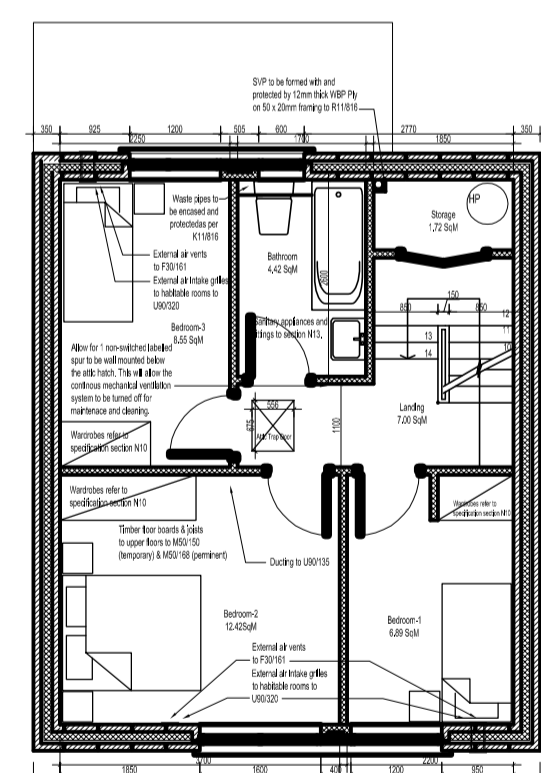 SVP to be formed with and
protected by 12mm thick WBP Ply
on 50 x 20mm framing to R11/816
350 925 1200 505 600 2770 350
2250 1700 1850
Waste pipes to
be encased and
protectedas per
K11/816
HP
Storage
1.72 SqM
External air vents
to F30/161
External air Intake grilles
to habitable rooms to
U90/320
Bathroom
4.42 SqM
2600
Bedroom-3
8.55 SqM
Sanitary appliances and
fittings to section N13.
150
850 850
12
11
10
13
14
Allow for 1 non-switched labeled
spur to be wall mounted below
the attic hatch. This will allow the
continous mechanical ventilation
system to be turned off for
maintenace and cleaning.
Landing
7.00 SqM
556
675
Attic Trap Door
1100
Wardrobes refer to
specification section N10
Wardrobes refer to
specification section N10
Wardrobes refer to
specification section N10
Timber floor boards & joists
to upper floors to M50/150
(temporary) & M50/168 (perminent)
Ducting to U90/135
Bedroom-2
12.42SqM
Bedroom-1
6.89 SqM
External air vents
to F30/161
External air Intake grilles
to habitable rooms to
U90/320
2200
1850 1600 400 1200 950